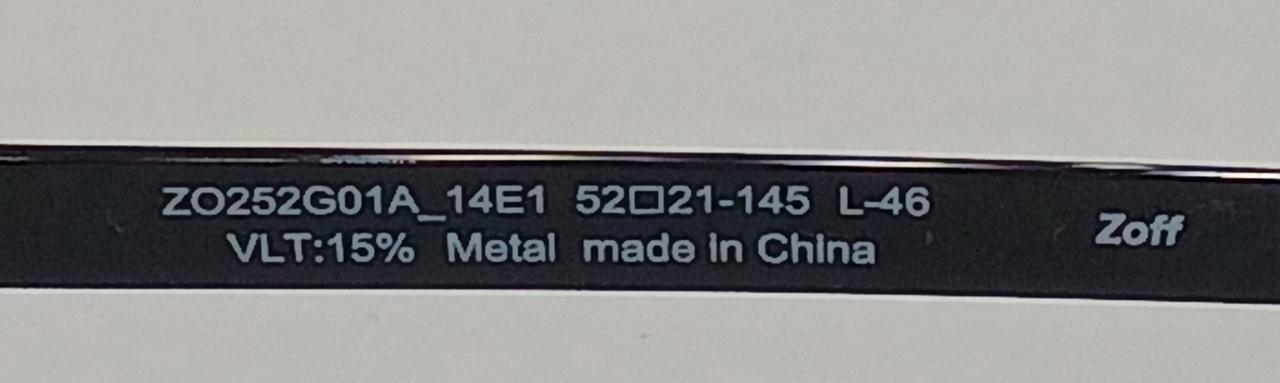 ZO252G01A_14E1 52□21-145 L-46
VLT:15% Metal made in China
Zoff